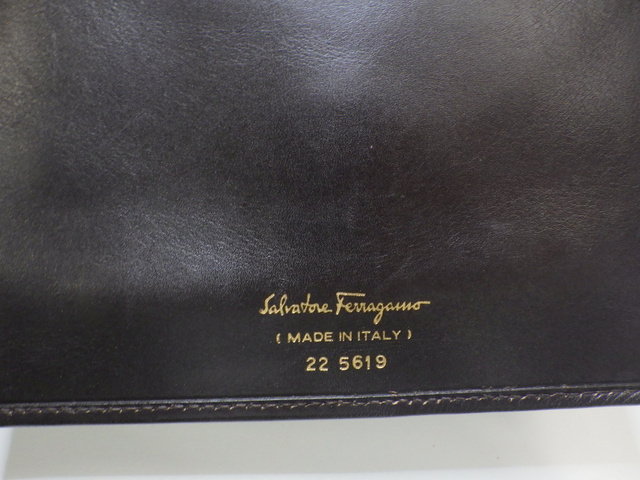 Salvatore Ferragamo
( MADE IN ITALY )
22 5619